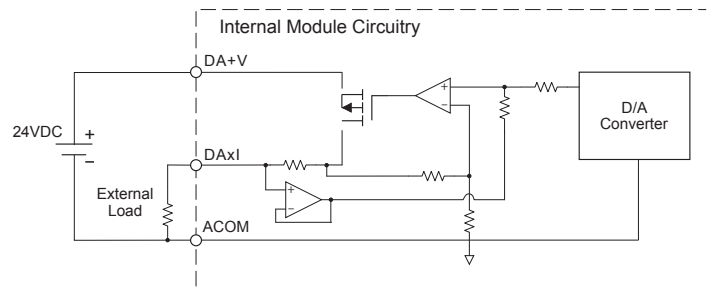 Internal Module Circuitry
DA+V
+
−
D/A
Converter
24VDC
+
−
DAxI
External
Load
+
−
ACOM